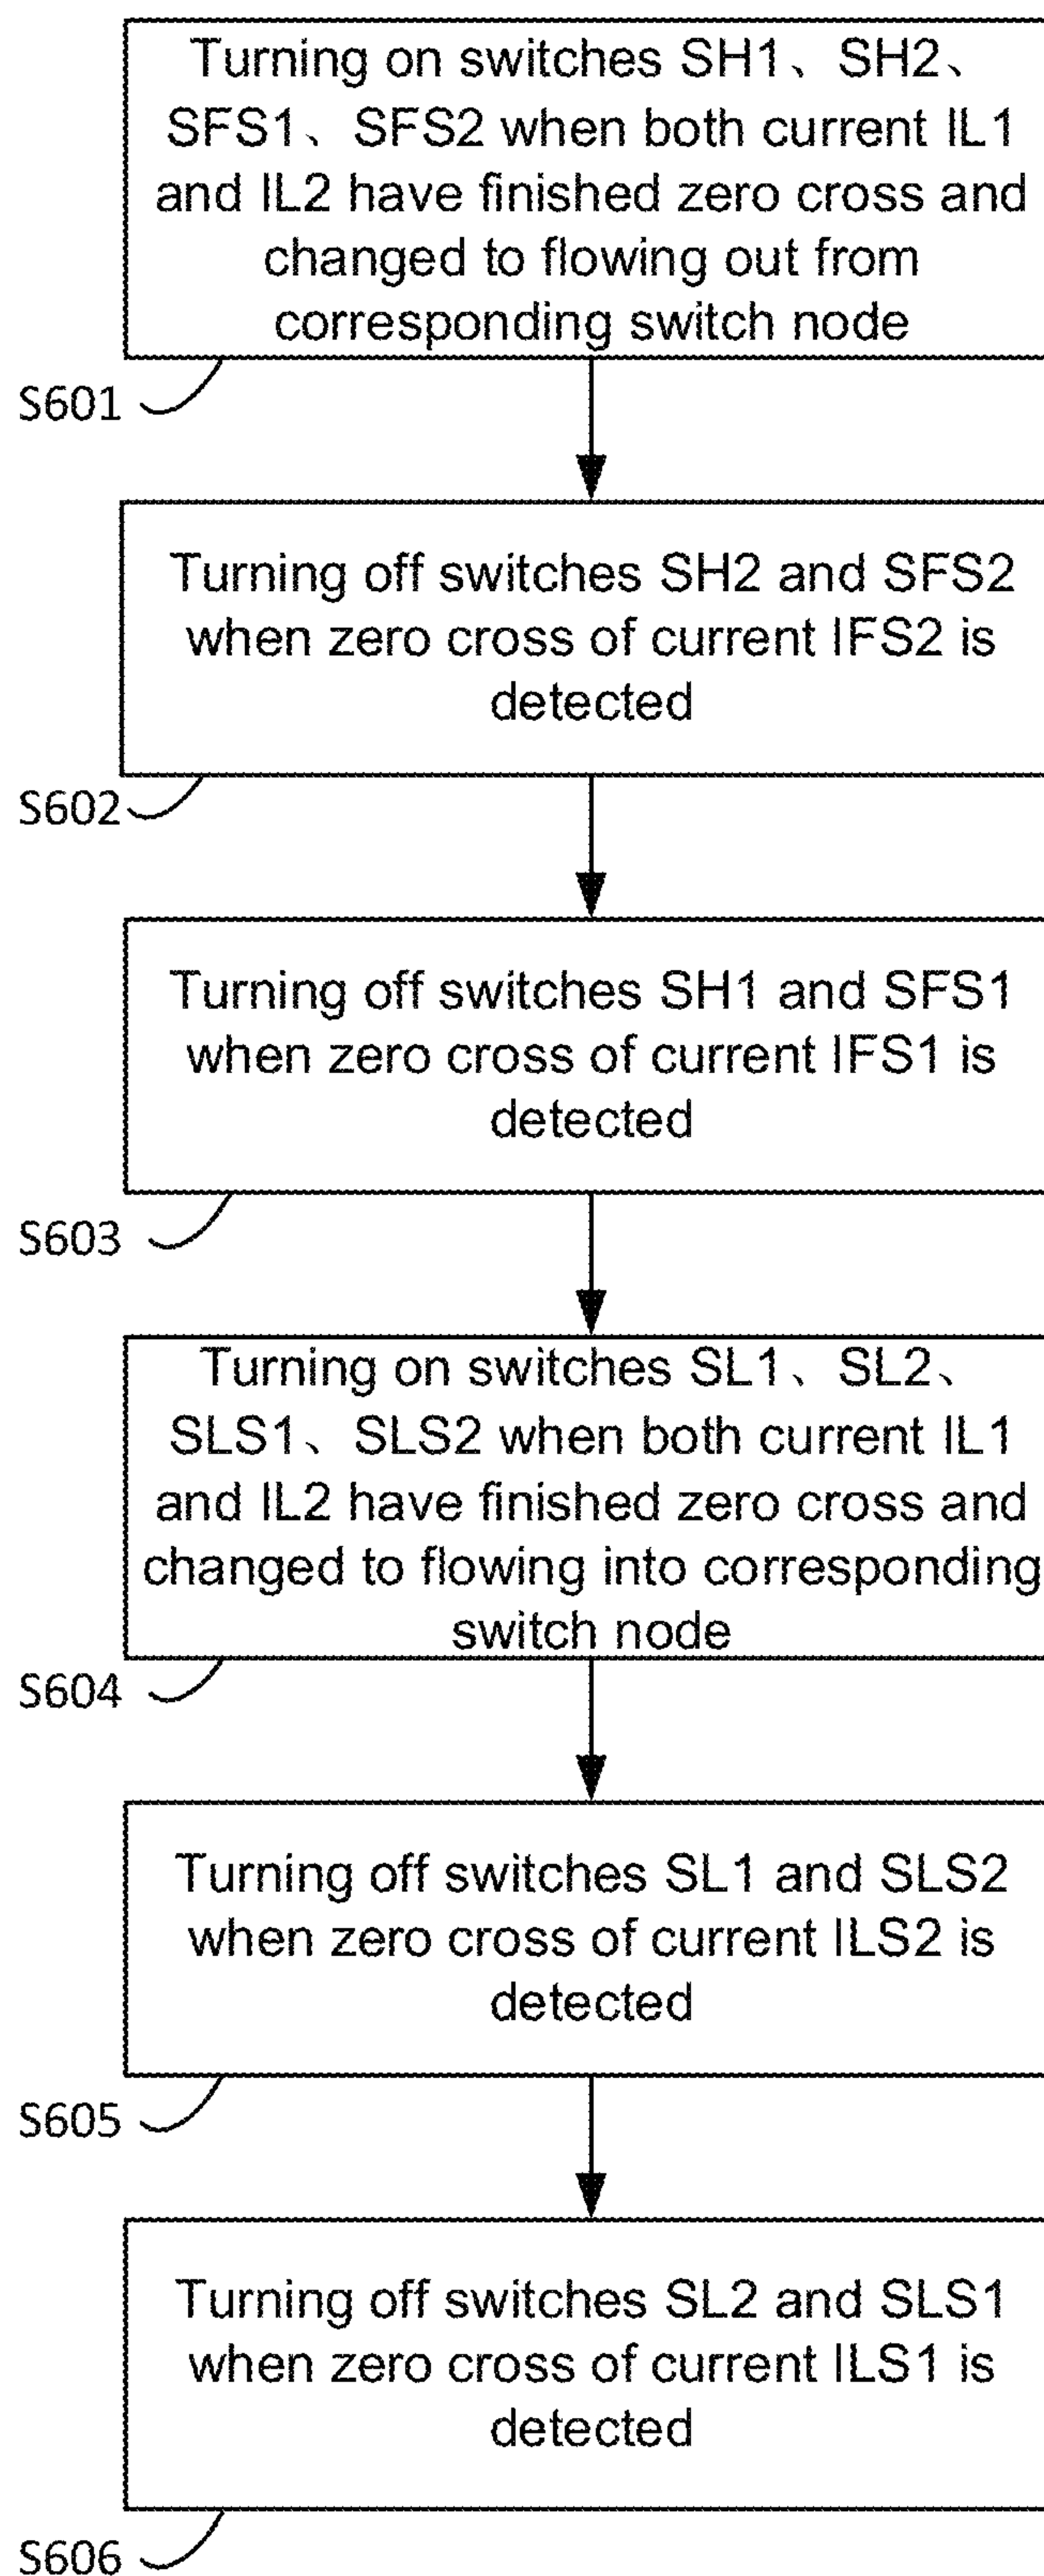 Turning on switches SH1、SH2、
SFS1、SFS2 when both current IL1
and IL2 have finished zero cross and
changed to flowing out from
corresponding switch node
S601
Turning off switches SH2 and SFS2
when zero cross of current IFS2 is
detected
S602
Turning off switches SH1 and SFS1
when zero cross of current IFS1 is
detected
S603
Turning on switches SL1、SL2、
SLS1、SLS2 when both current IL1
and IL2 have finished zero cross and
changed to flowing into corresponding
switch node
S604
Turning off switches SL1 and SLS2
when zero cross of current ILS2 is
detected
S605
Turning off switches SL2 and SLS1
when zero cross of current ILS1 is
detected
S606